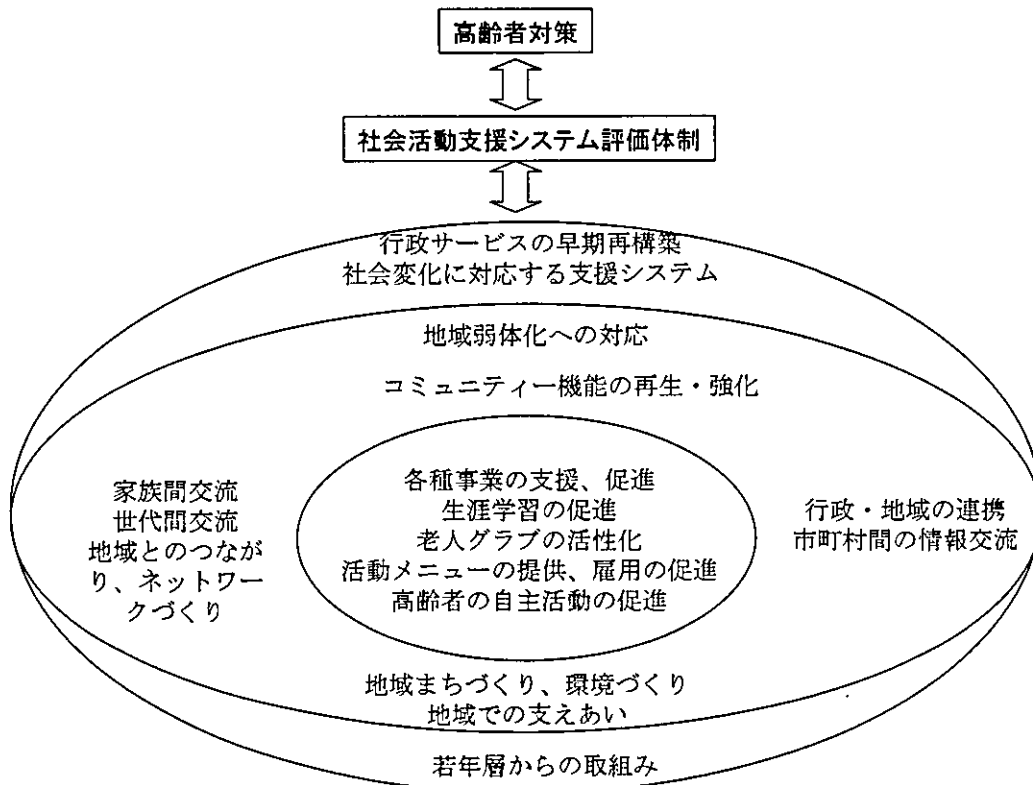 高齢者対策
社会活動支援システム評価体制
行政サービスの早期再構築
社会変化に対応する支援システム
地域弱体化への対応
コミュニティー機能の再生・強化
家族間交流
世代間交流
地域とのつなが
り、ネットワー
クづくり
各種事業の支援、促進
生涯学習の促進
老人グラブの活性化
活動メニューの提供、雇用の促進
高齢者の自主活動の促進
行政・地域の連携
市町村間の情報交流
地域まちづくり、環境づくり
地域での支えあい
若年層からの取組み